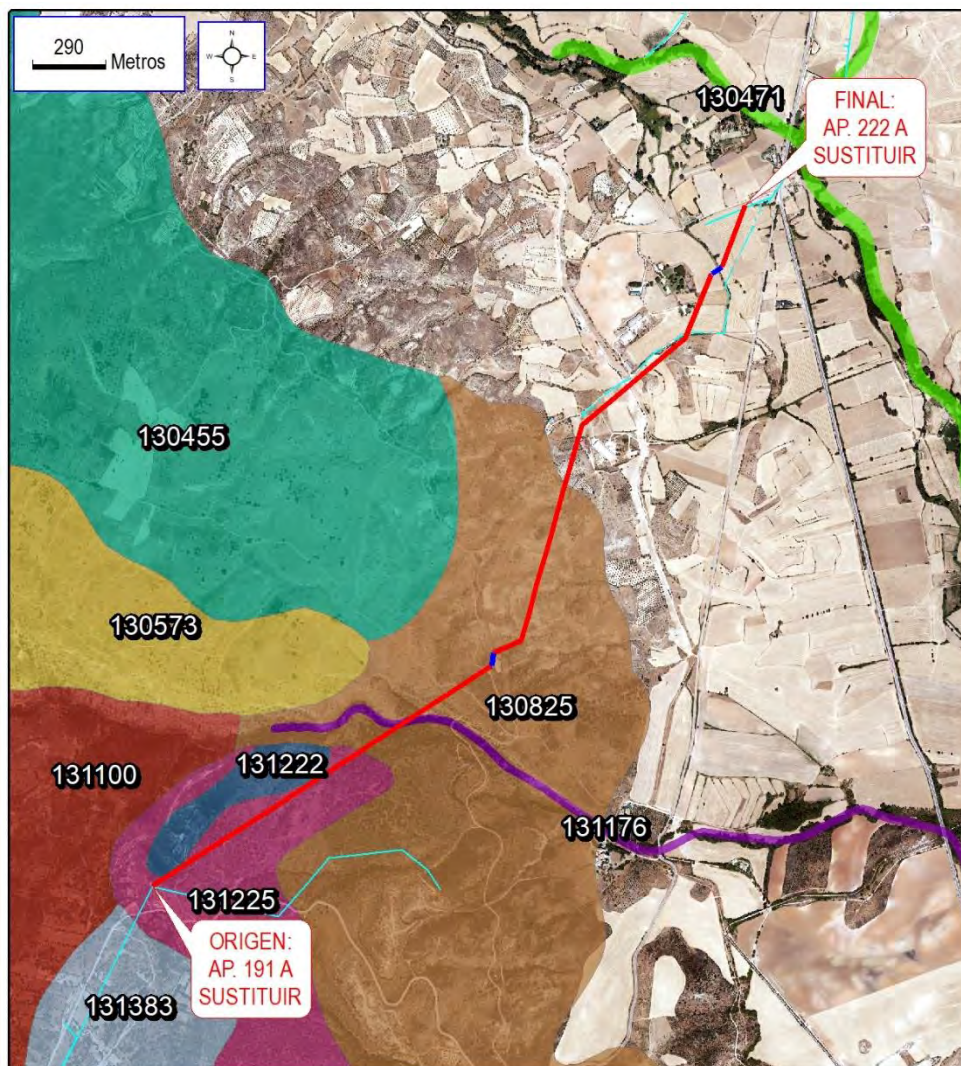 290
Metros
N
W E
S
130471
FINAL:
AP. 222 A
SUSTITUIR
130455
130573
130825
131222
131100
131176
131225
ORIGEN:
AP. 191 A
SUSTITUIR
131383